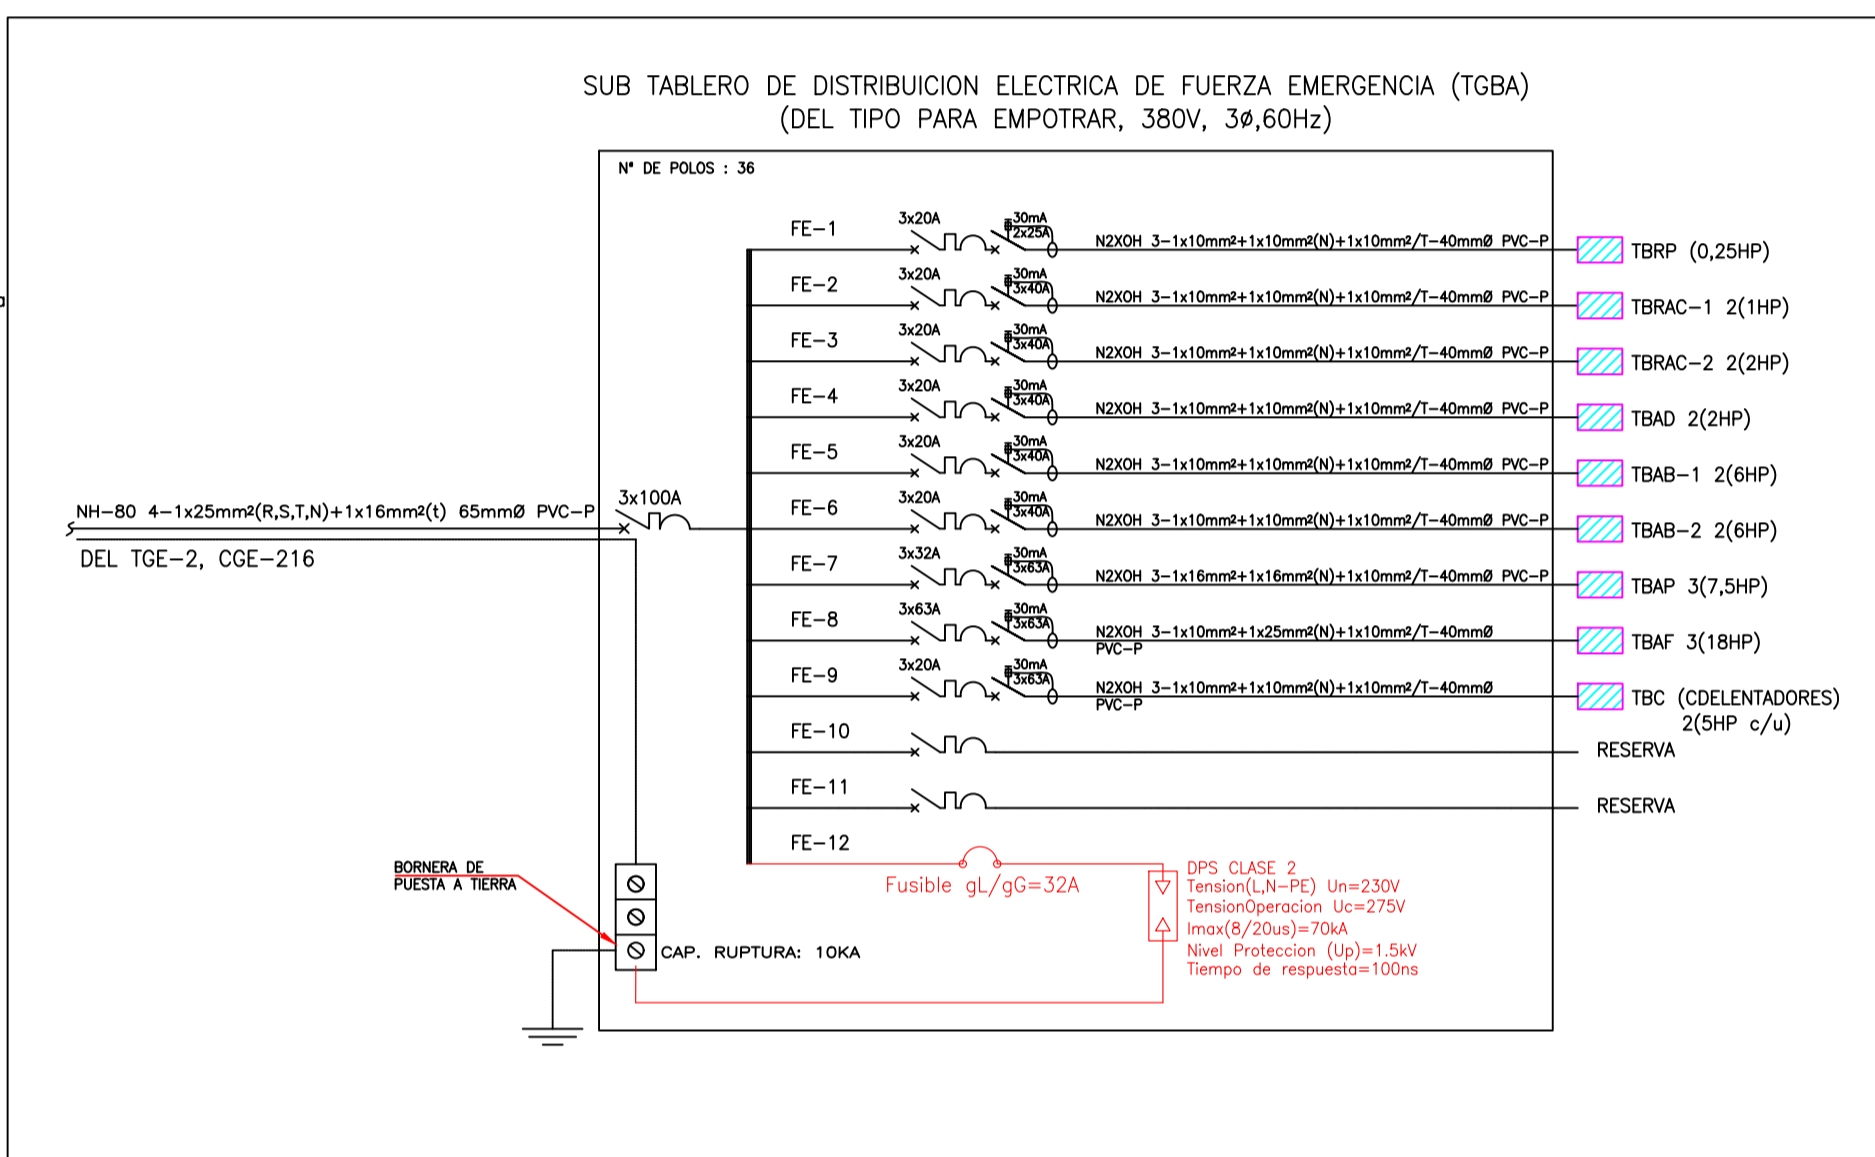 SUB TABLERO DE DISTRIBUICION ELECTRICA DE FUERZA EMERGENCIA (TGBA)
(DEL TIPO PARA EMPOTRAR, 380V, 3Ø,60Hz)
Nº DE POLOS : 36
FE-1 3x20A 30mA 2x25A N2XOH 3-1x10mm²+1x10mm²(N)+1x10mm²/T-40mmØ PVC-P TBRP (0,25HP)
FE-2 3x20A 30mA 3x40A N2XOH 3-1x10mm²+1x10mm²(N)+1x10mm²/T-40mmØ PVC-P TBRAC-1 2(1HP)
FE-3 3x20A 30mA 3x40A N2XOH 3-1x10mm²+1x10mm²(N)+1x10mm²/T-40mmØ PVC-P TBRAC-2 2(2HP)
FE-4 3x20A 30mA 3x40A N2XOH 3-1x10mm²+1x10mm²(N)+1x10mm²/T-40mmØ PVC-P TBAD 2(2HP)
FE-5 3x20A 30mA 3x40A N2XOH 3-1x10mm²+1x10mm²(N)+1x10mm²/T-40mmØ PVC-P TBAB-1 2(6HP)
FE-6 3x20A 30mA 3x40A N2XOH 3-1x10mm²+1x10mm²(N)+1x10mm²/T-40mmØ PVC-P TBAB-2 2(6HP)
NH-80 4-1x25mm²(R,S,T,N)+1x16mm²(t) 65mmØ PVC-P 3x100A
DEL TGE-2, CGE-216
FE-7 3x32A 30mA 3x63A N2XOH 3-1x16mm²+1x16mm²(N)+1x10mm²/T-40mmØ PVC-P TBAP 3(7,5HP)
FE-8 3x63A 30mA 3x63A N2XOH 3-1x10mm²+1x25mm²(N)+1x10mm²/T-40mmØ TBAF 3(18HP)
PVC-P
FE-9 3x20A 30mA 3x63A N2XOH 3-1x10mm²+1x10mm²(N)+1x10mm²/T-40mmØ TBC (CDELENTADORES)
PVC-P 2(5HP c/u)
FE-10 RESERVA
FE-11 RESERVA
FE-12
Fusible gL/gG=32A
BORNERA DE
PUESTA A TIERRA
CAP. RUPTURA: 10KA
DPS CLASE 2
Tension(L,N-PE) Un=230V
TensionOperacion Uc=275V
Imax(8/20us)=70kA
Nivel Proteccion (Up)=1.5kV
Tiempo de respuesta=100ns